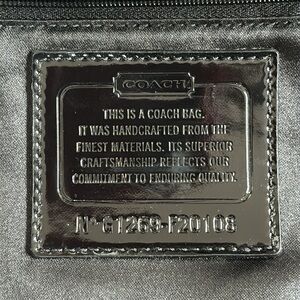 COACH
THIS IS A COACH BAG.
IT WAS HANDCRAFTED FROM THE
FINEST MATERIALS. ITS SUPERIOR
CRAFTSMANSHIP REFLECTS OUR
COMMITMENT TO ENDURING QUALITY.
Nº G1269-F20108